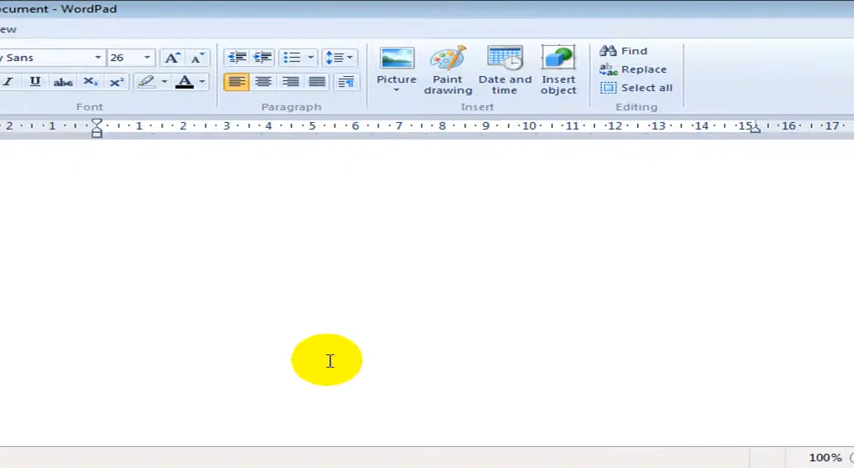 ocument - WordPad
ew
y Sans 26
Find
Replace
Select all
Picture
Paint drawing
Date and time
Insert object
Font
Paragraph
Insert
Editing
2 1 1 2 3 4 5 6 7 8 9 10 11 12 13 14 15 16 17
100%